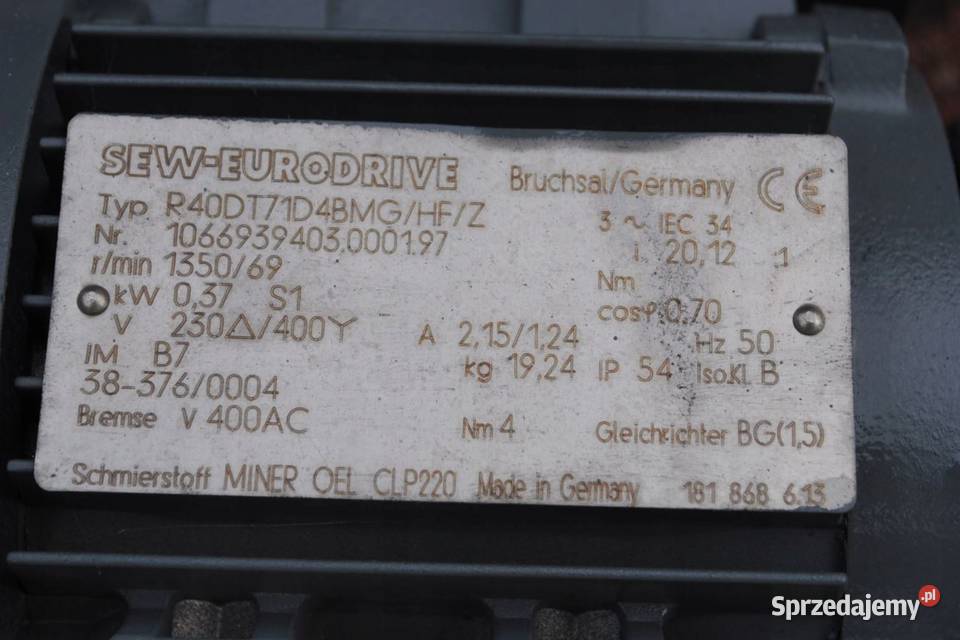 SEW-EURODRIVE Bruchsal/Germany CE
Typ R40DT71D4BMG/HF/Z 3 ~ IEC 34
Nr. 1066939403.0001.97 i 20,12 :1
r/min 1350/69 Nm
kW 0,37 S1 cosφ 0,70
V 230Δ/400Y A 2,15/1,24 Hz 50
IM B7 kg 19,24 IP 54 Iso.Kl. B
38-376/0004
Bremse V 400AC Nm 4 Gleichrichter BG(1,5)
Schmierstoff MINER OEL CLP220 Made in Germany 181 868 6.13
Sprzedajemy.pl